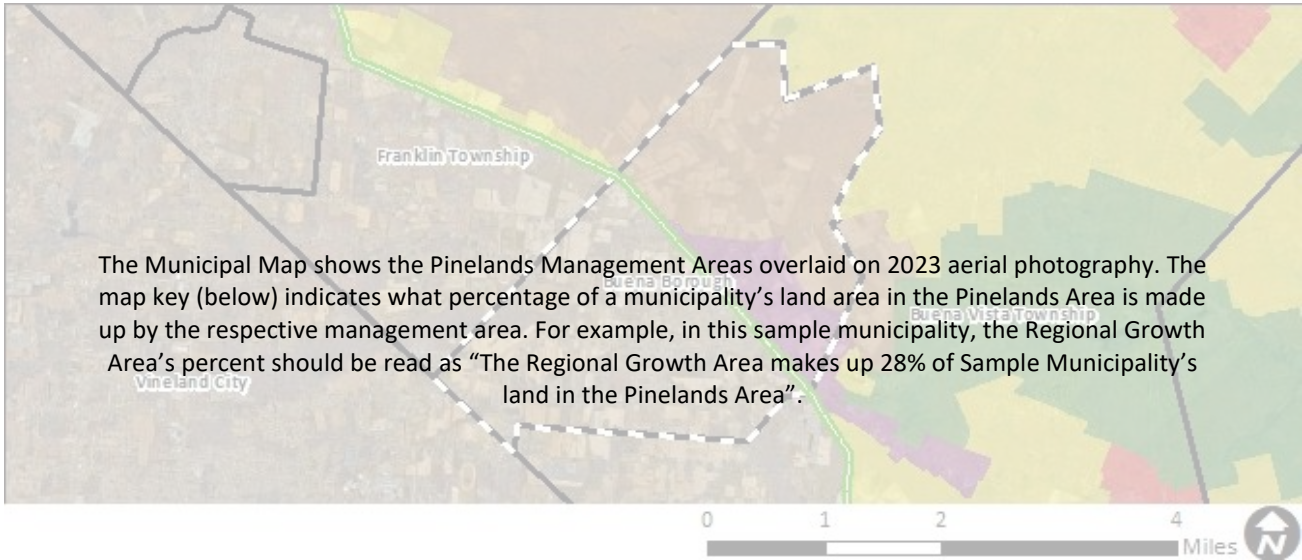 Franklin Township
The Municipal Map shows the Pinelands Management Areas overlaid on 2023 aerial photography. The
Buena Borough
map key (below) indicates what percentage of a municipality’s land area in the Pinelands Area is made
up by the respective management area. For example, in this sample municipality, the Regional Growth
Buena Vista Township
Area’s percent should be read as “The Regional Growth Area makes up 28% of Sample Municipality’s
Vineland City
land in the Pinelands Area”.
0 1 2 4
Miles
N